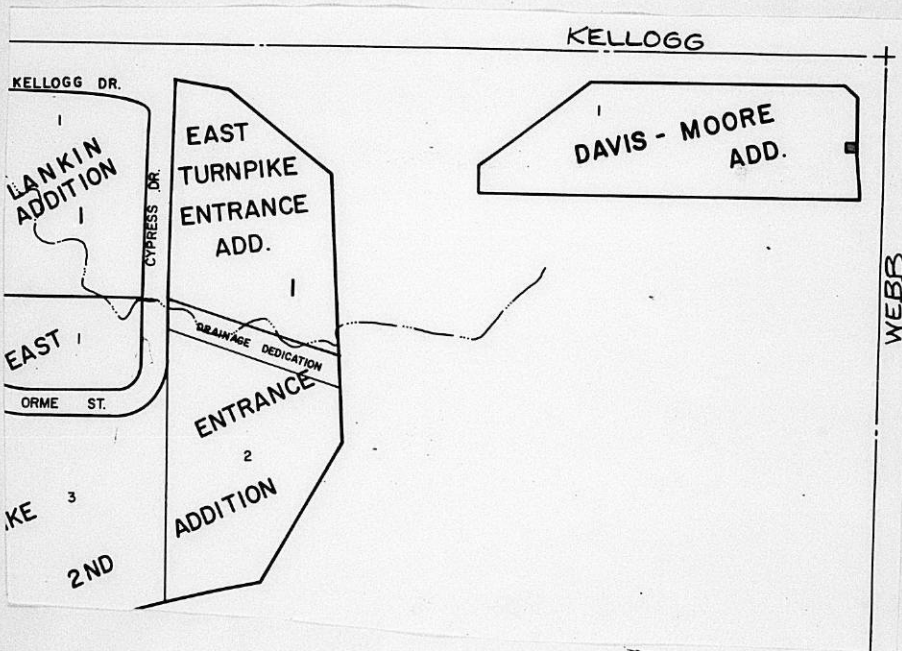 KELLOGG
KELLOGG DR.
1
LANKIN
ADDITION
1
CYPRESS DR.
EAST
TURNPIKE
ENTRANCE
ADD.
1
1
DAVIS - MOORE
ADD.
WEBB
EAST
1
DRAINAGE DEDICATION
ORME ST.
ENTRANCE
2
ADDITION
3
IKE
2ND